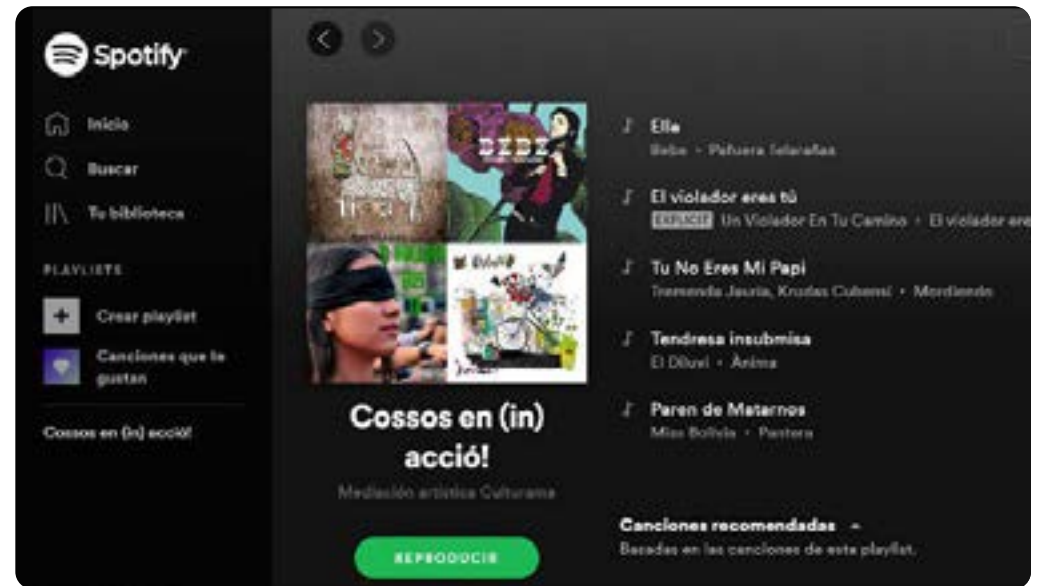 Spotify
Inicio
Buscar
Tu biblioteca
PLAYLISTS
Crear playlist
Canciones que te
gustan
Cossos en (in) acció!
BEBE
Cossos en (in)
acció!
Mediación artística Culturama
REPRODUCIR
Ella
Bebe • Pafuera Telarañas
El violador eres tú
EXPLICIT Un Violador En Tu Camino • El violador ere
Tu No Eres Mi Papi
Tremenda Jauría, Krudas Cubensi • Mordiendo
Tendresa insubmisa
El Diluvi • Ànima
Paren de Matarnos
Miss Bolivia • Pantera
Canciones recomendadas
Basadas en las canciones de esta playlist.